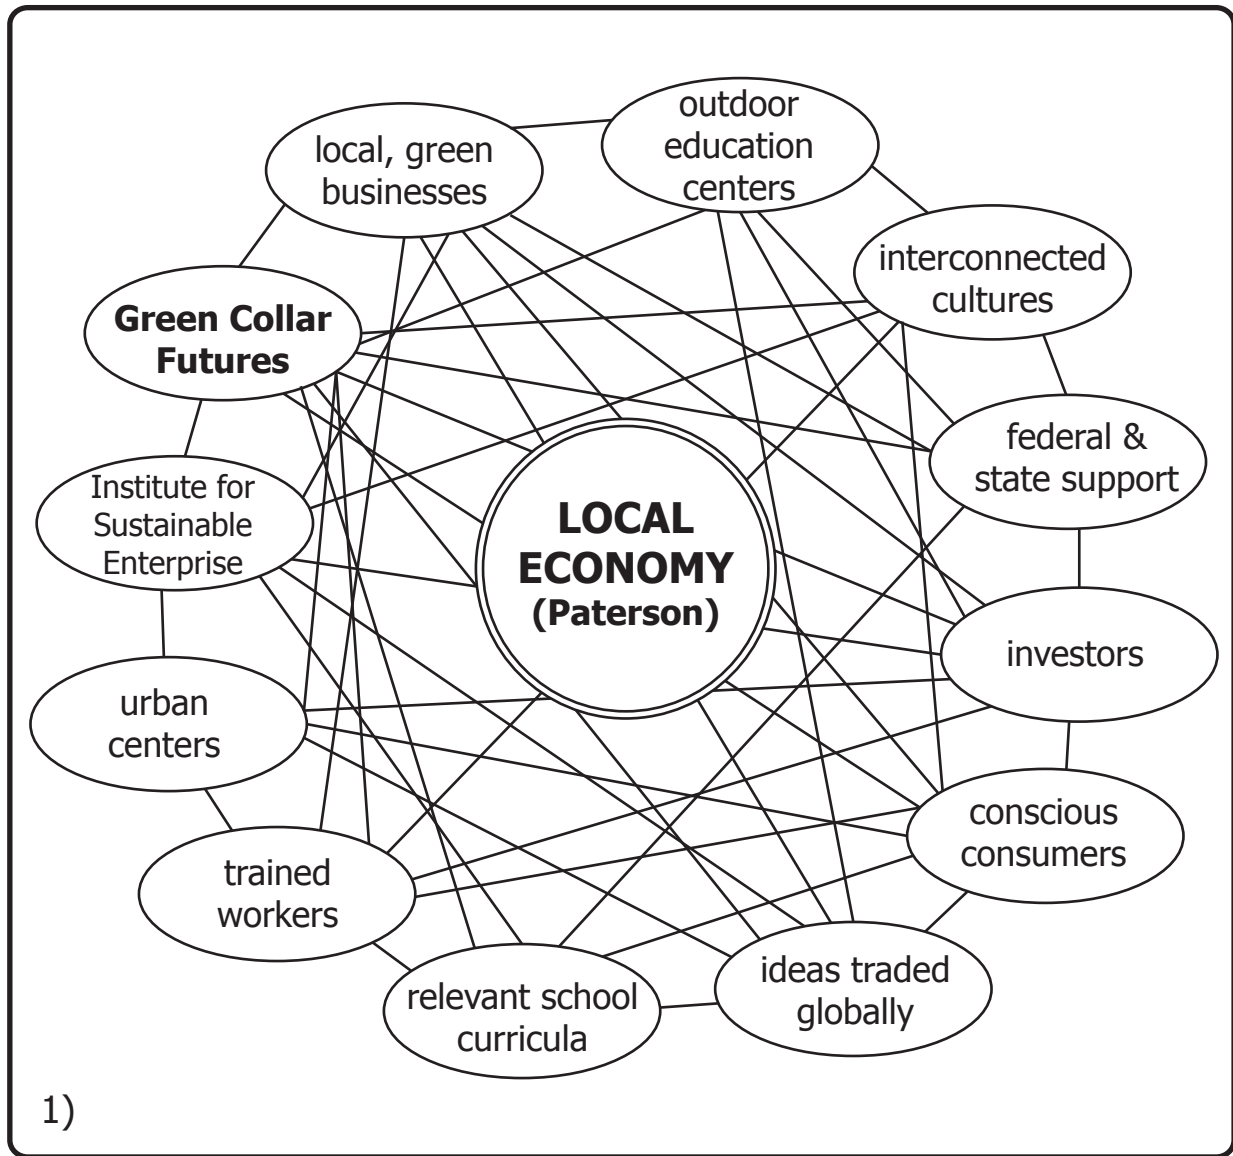 outdoor
education
centers
local, green
businesses
interconnected
cultures
Green Collar
Futures
federal &
state support
Institute for
Sustainable
Enterprise
LOCAL
ECONOMY
(Paterson)
investors
urban
centers
conscious
consumers
trained
workers
ideas traded
globally
relevant school
curricula
1)